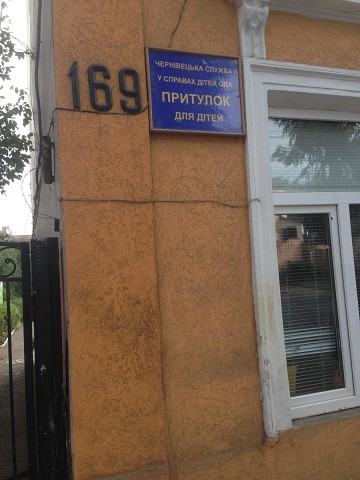 169
ЧЕРНІВЕЦЬКА СЛУЖБА
У СПРАВАХ ДІТЕЙ ОДА
ПРИТУЛОК
ДЛЯ ДІТЕЙ